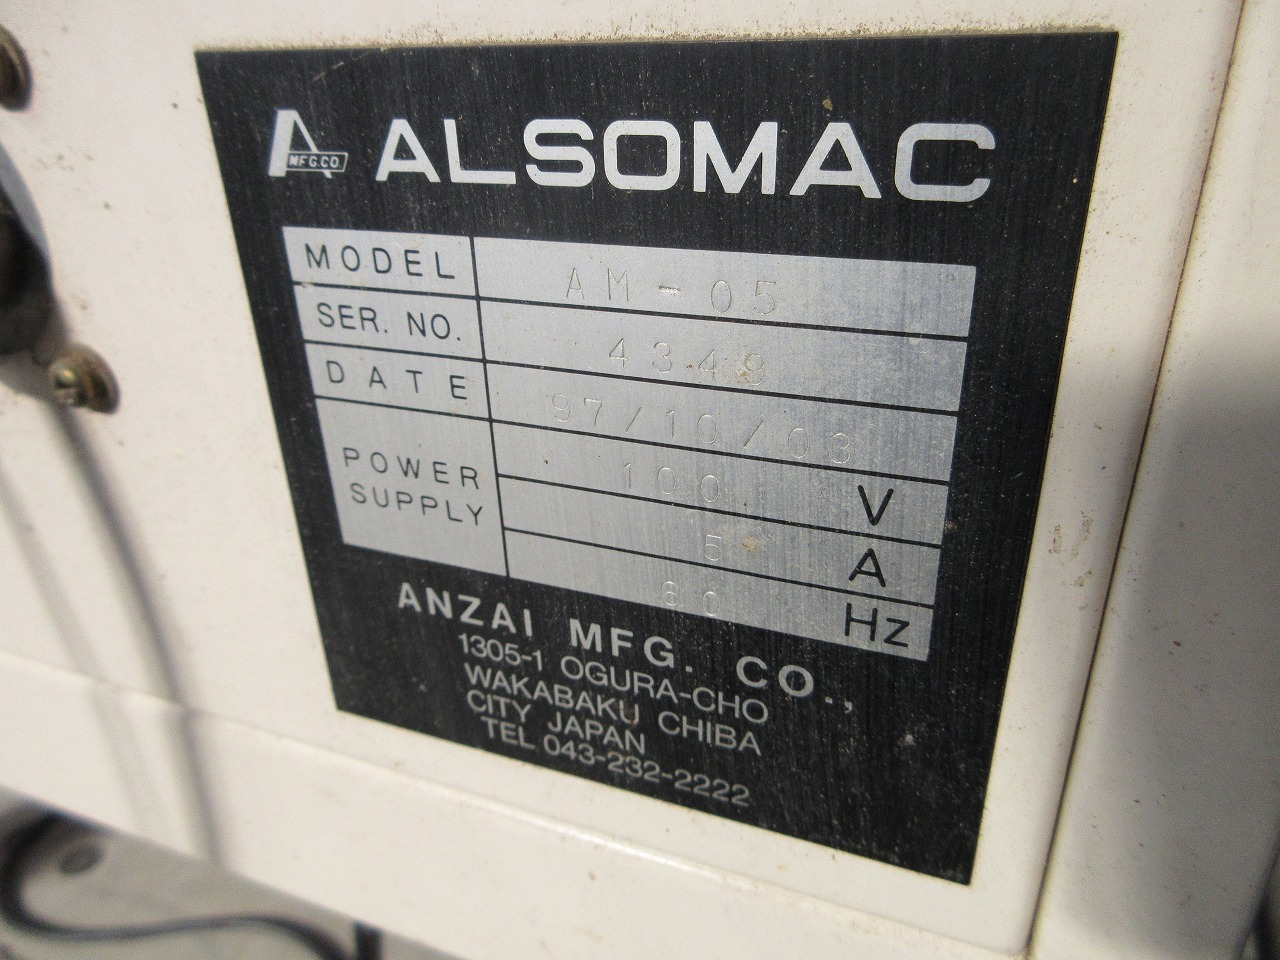 A MFG.CO. ALSOMAC
MODEL AM-05
SER. NO. 4349
DATE 97/10/03
POWER SUPPLY 100 V
5 A
60 Hz
ANZAI MFG. CO.,
1305-1 OGURA-CHO
WAKABAKU CHIBA
CITY JAPAN
TEL 043-232-2222